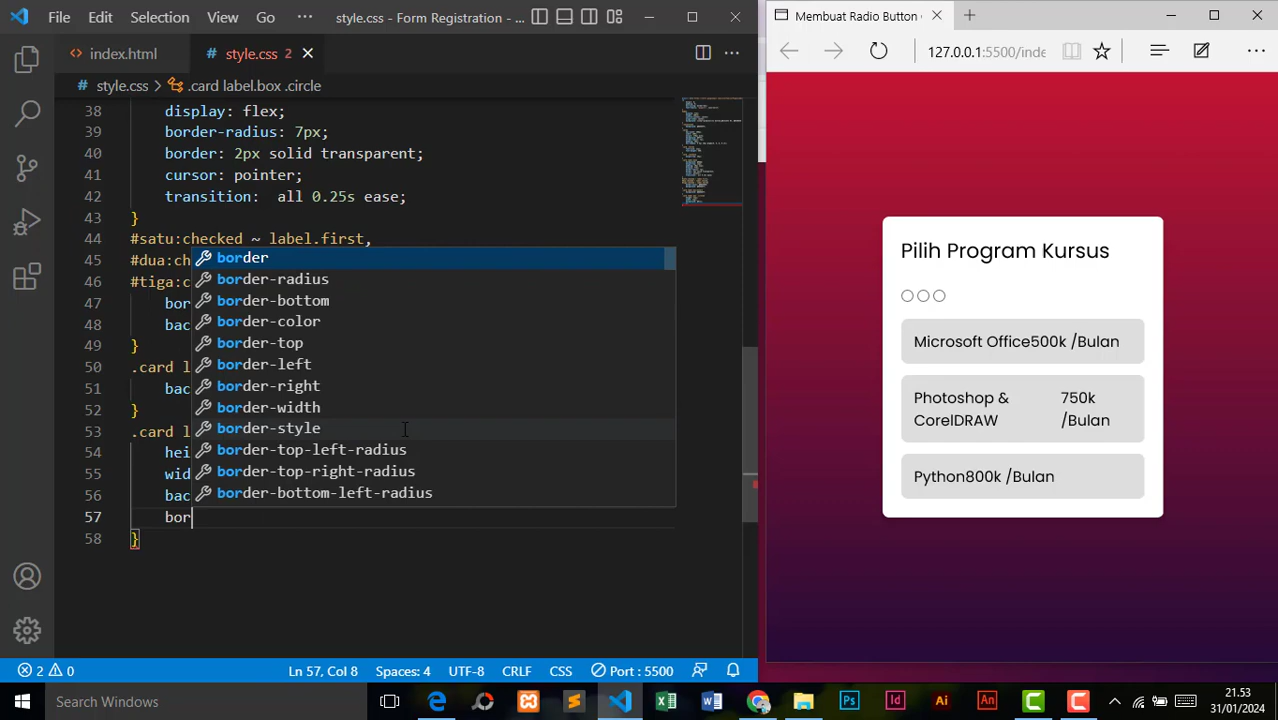 File Edit Selection View Go ··· style.css - Form Registration - ...
index.html style.css 2
style.css > .card label.box .circle
38 display: flex;
39 border-radius: 7px;
40 border: 2px solid transparent;
41 cursor: pointer;
42 transition: all 0.25s ease;
43 }
44 #satu:checked ~ label.first,
45 #dua:ch
46 #tiga:c
47 bor
48 bac
49 }
50 .card l
51 bac
52 }
53 .card l
54 hei
55 wid
56 bac
57 bor
58 }
border
border-radius
border-bottom
border-color
border-top
border-left
border-right
border-width
border-style
border-top-left-radius
border-top-right-radius
border-bottom-left-radius
2 0 Ln 57, Col 8 Spaces: 4 UTF-8 CRLF CSS Port : 5500
Membuat Radio Button
127.0.0.1:5500/inde
Pilih Program Kursus
Microsoft Office500k /Bulan
Photoshop & CorelDRAW
750k /Bulan
Python800k /Bulan
Search Windows
Ps Id Ai An
21.53
31/01/2024